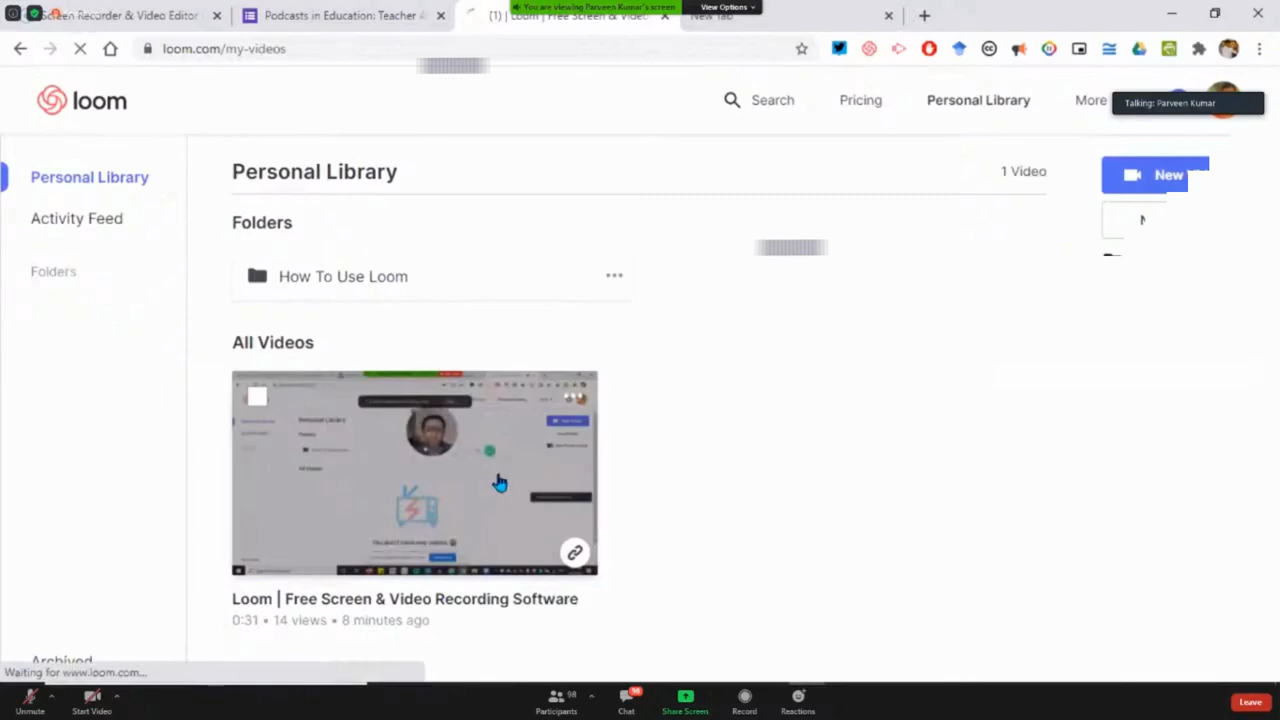 Screen Recorder & Video Editor
Podcasts in Education: Teacher A
(1) | Loom | Free Screen & Video
New Tab
You are viewing Parveen Kumar's screen
View Options
loom.com/my-videos
loom
Search
Pricing
Personal Library
More
Talking: Parveen Kumar
Personal Library
Activity Feed
Folders
Archived
Personal Library
1 Video
New
Folders
How To Use Loom
All Videos
Loom | Free Screen & Video Recording Software
0:31 • 14 views • 8 minutes ago
Waiting for www.loom.com...
Unmute
Start Video
98
Participants
98
Chat
Share Screen
Record
Reactions
Leave